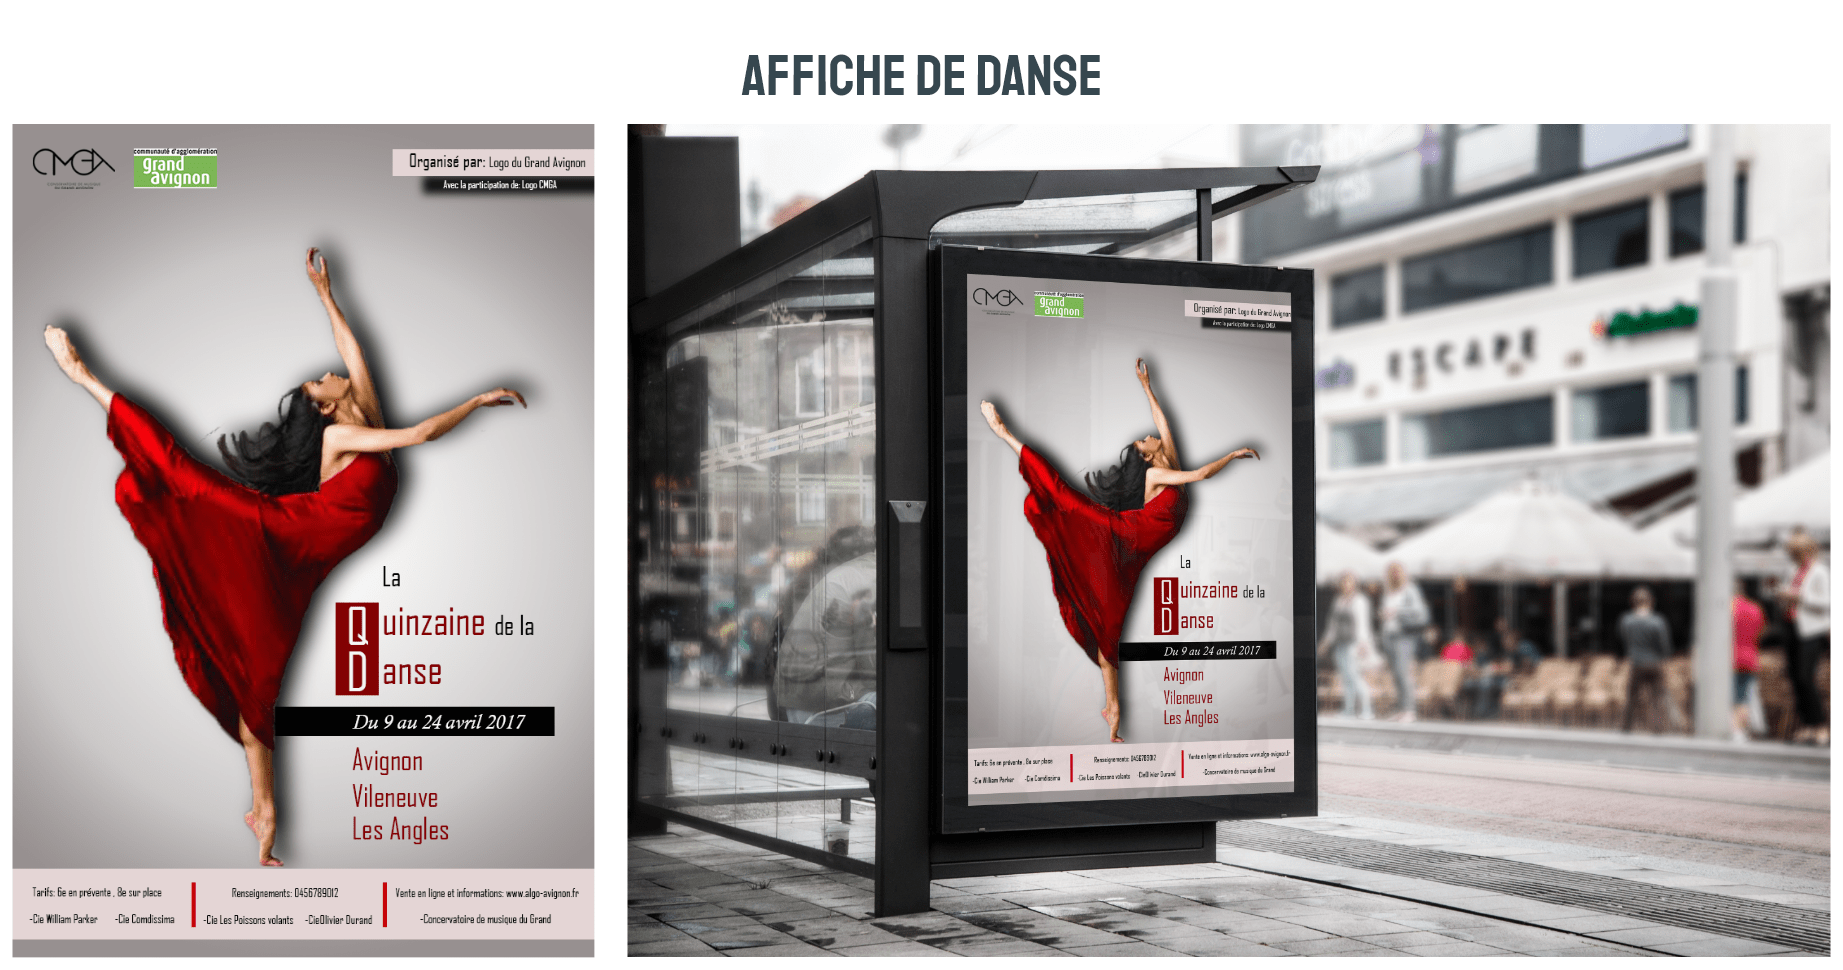 AFFICHE DE DANSE
CMGA
communauté d'agglomération
grand
avignon
Organisé par: Logo du Grand Avignon
Avec la participation de: Logo CMGA
La
Quinzaine de la
Danse
Du 9 au 24 avril 2017
Avignon
Vileneuve
Les Angles
Tarifs: 6e en prévente , 8e sur place
-Cie William Parker -Cie Comdissima
Renseignements: 0456789012
-Cie Les Poissons volants -CieOllivier Durand
Vente en ligne et informations: www.algo-avignon.fr
-Concervatoire de musique du Grand
CMGA
communauté d'agglomération
grand
avignon
Organisé par: Logo du Grand Avignon
Avec la participation de: Logo CMGA
La
Quinzaine de la
Danse
Du 9 au 24 avril 2017
Avignon
Vileneuve
Les Angles
Tarifs: 6e en prévente , 8e sur place
-Cie William Parker -Cie Comdissima
Renseignements: 0456789012
-Cie Les Poissons volants -CieOllivier Durand
Vente en ligne et informations: www.algo-avignon.fr
-Concervatoire de musique du Grand
ESCAPE